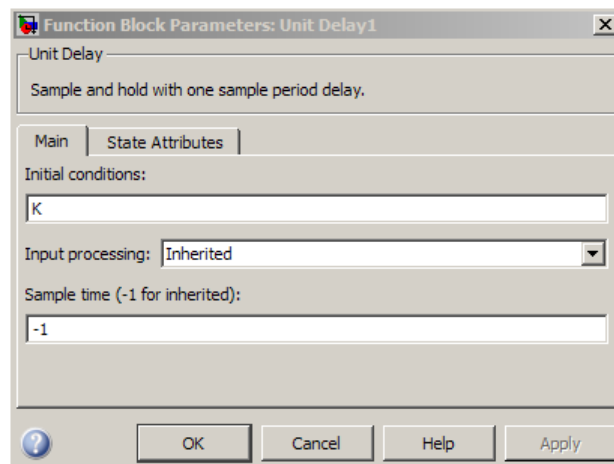 Function Block Parameters: Unit Delay1
Unit Delay
Sample and hold with one sample period delay.
Main State Attributes
Initial conditions:
K
Input processing: Inherited
Sample time (-1 for inherited):
-1
OK Cancel Help Apply